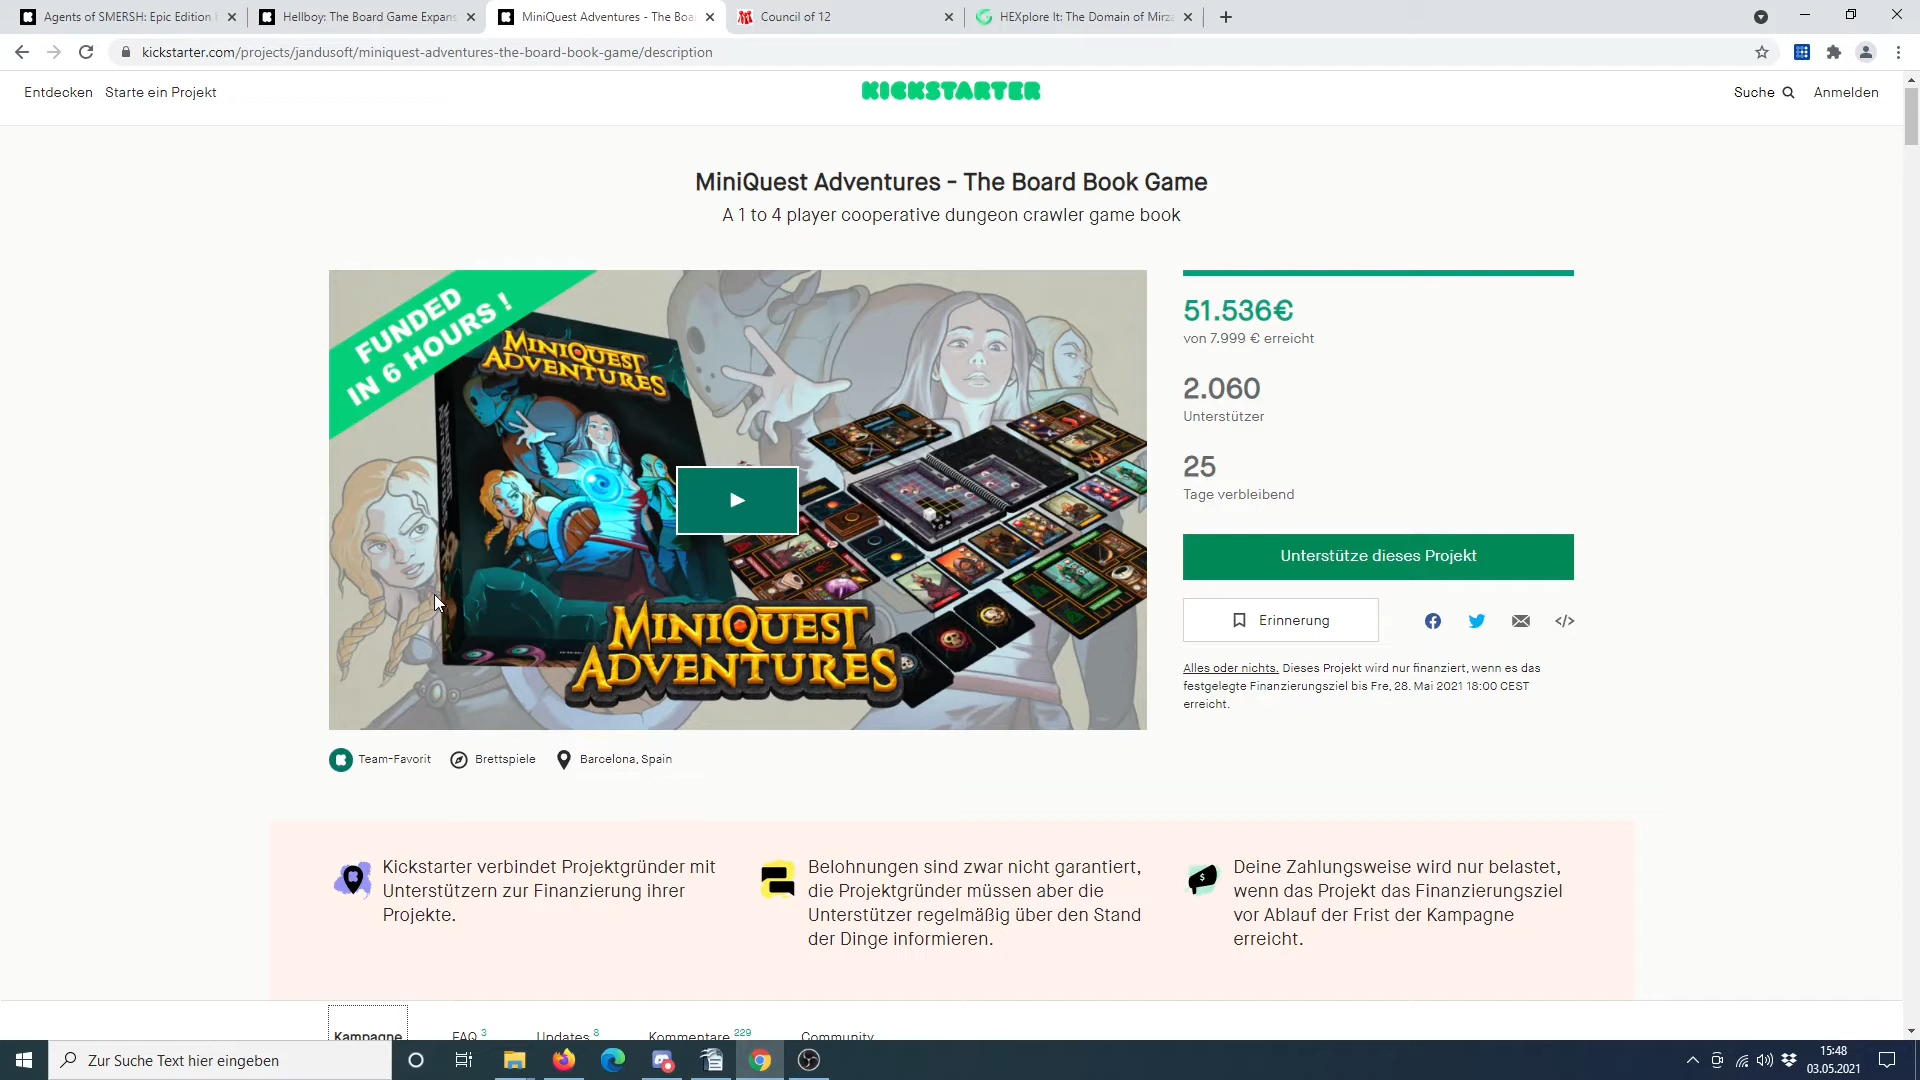 Agents of SMERSH: Epic Edition
Hellboy: The Board Game Expans
MiniQuest Adventures - The Boa
Council of 12
HEXplore It: The Domain of Mirza
kickstarter.com/projects/jandusoft/miniquest-adventures-the-board-book-game/description
Entdecken Starte ein Projekt
KICKSTARTER
Suche Anmelden
MiniQuest Adventures - The Board Book Game
A 1 to 4 player cooperative dungeon crawler game book
FUNDED
IN 6 HOURS !
MINIQUEST
ADVENTURES
MINIQUEST
ADVENTURES
51.536€
von 7.999 € erreicht
2.060
Unterstützer
25
Tage verbleibend
Unterstütze dieses Projekt
Erinnerung
Alles oder nichts. Dieses Projekt wird nur finanziert, wenn es das
festgelegte Finanzierungsziel bis Fre, 28. Mai 2021 18:00 CEST
erreicht.
Team-Favorit Brettspiele Barcelona, Spain
Kickstarter verbindet Projektgründer mit
Unterstützern zur Finanzierung ihrer
Projekte.
Belohnungen sind zwar nicht garantiert,
die Projektgründer müssen aber die
Unterstützer regelmäßig über den Stand
der Dinge informieren.
Deine Zahlungsweise wird nur belastet,
wenn das Projekt das Finanzierungsziel
vor Ablauf der Frist der Kampagne
erreicht.
Kampagne FAQ 3 Updates 8 Kommentare 229 Community
Zur Suche Text hier eingeben
15:48
03.05.2021